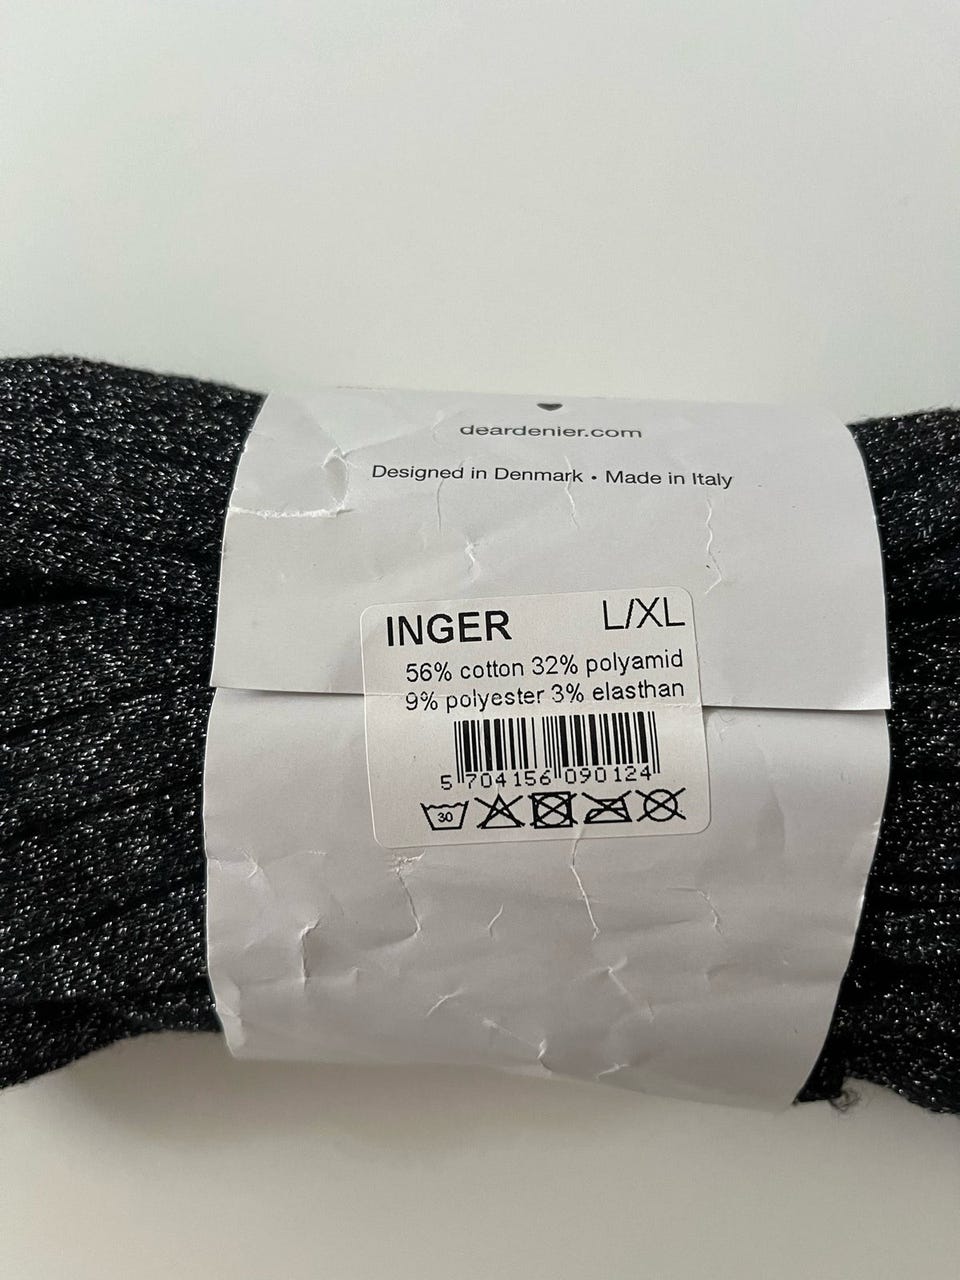 deardenier.com
Designed in Denmark • Made in Italy
INGER L/XL
56% cotton 32% polyamid
9% polyester 3% elasthan
5 704156 090124
30